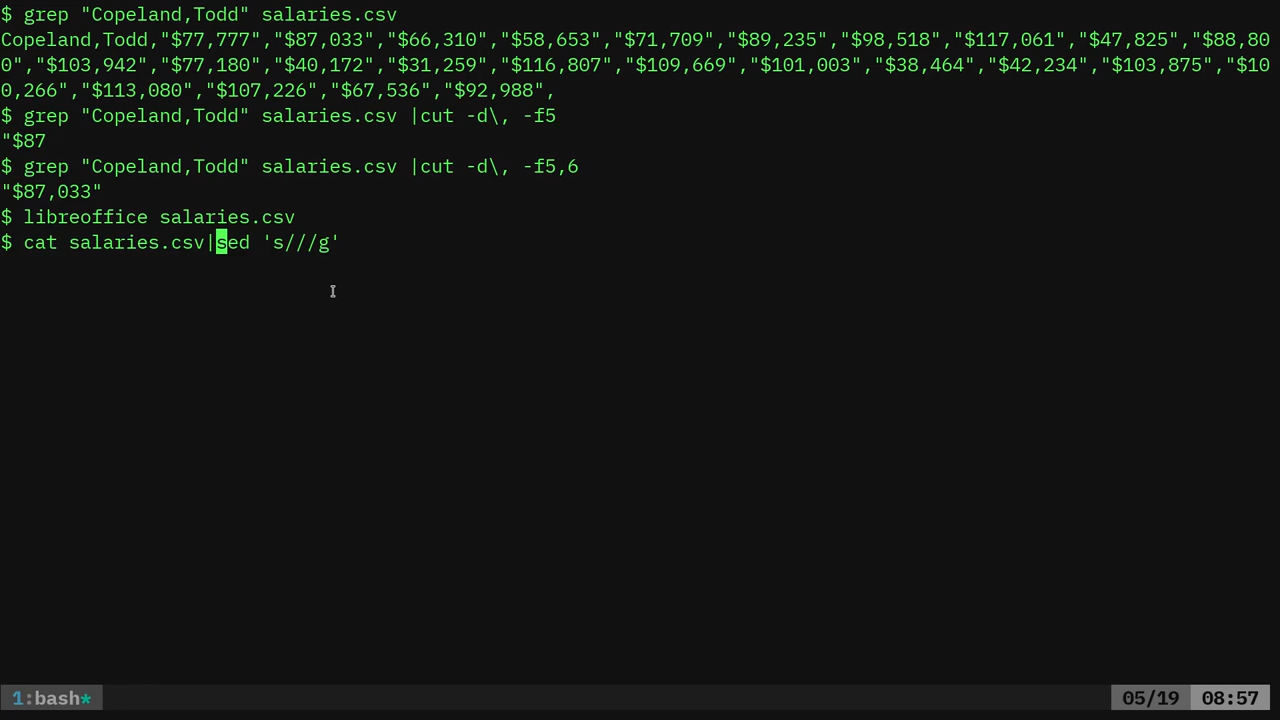 $ grep "Copeland,Todd" salaries.csv
Copeland,Todd,"$77,777","$87,033","$66,310","$58,653","$71,709","$89,235","$98,518","$117,061","$47,825","$88,80
0","$103,942","$77,180","$40,172","$31,259","$116,807","$109,669","$101,003","$38,464","$42,234","$103,875","$10
0,266","$113,080","$107,226","$67,536","$92,988",
$ grep "Copeland,Todd" salaries.csv |cut -d\, -f5
"$87
$ grep "Copeland,Todd" salaries.csv |cut -d\, -f5,6
"$87,033"
$ libreoffice salaries.csv
$ cat salaries.csv|sed 's///g'
1:bash* 05/19 08:57